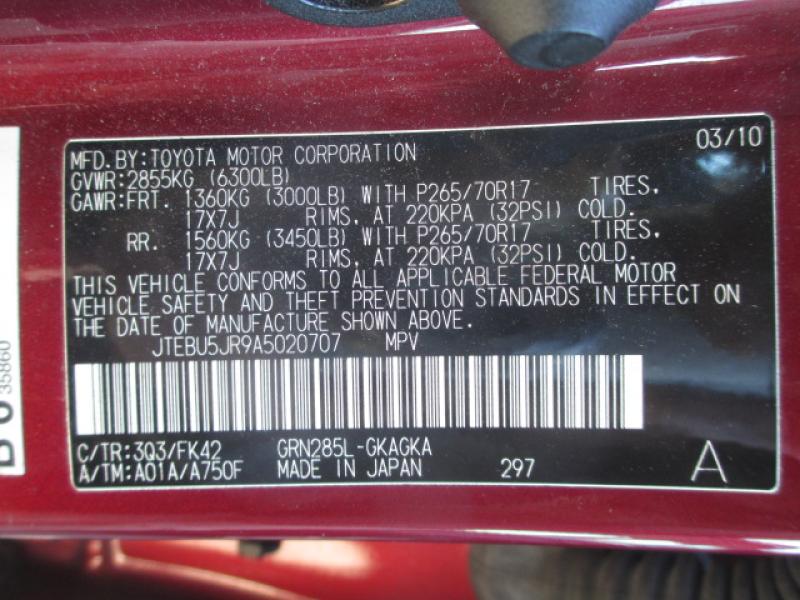 03/10
MFD. BY: TOYOTA MOTOR CORPORATION
GVWR: 2855KG (6300LB)
GAWR: FRT. 1360KG (3000LB) WITH P265/70R17 TIRES,
17X7J RIMS, AT 220KPA (32PSI) COLD.
RR. 1560KG (3450LB) WITH P265/70R17 TIRES,
17X7J RIMS, AT 220KPA (32PSI) COLD.
THIS VEHICLE CONFORMS TO ALL APPLICABLE FEDERAL MOTOR
VEHICLE SAFETY AND THEFT PREVENTION STANDARDS IN EFFECT ON
THE DATE OF MANUFACTURE SHOWN ABOVE.
JTEBU5JR9A5020707 MPV
C/TR: 3Q3/FK42 GRN285L-GKAGKA
A/TM: A01A/A750F MADE IN JAPAN 297 A
35860